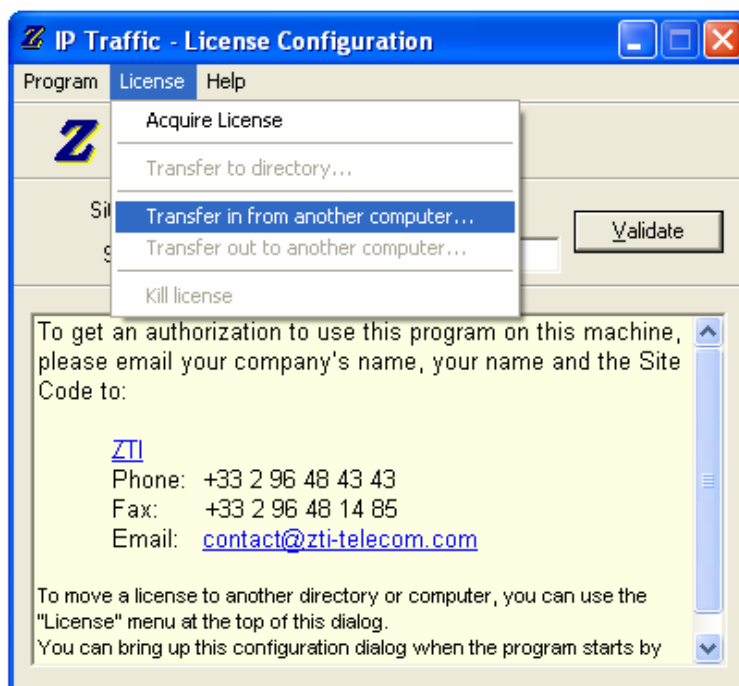 IP Traffic - License Configuration
Program License Help
Z
Acquire License
Transfer to directory...
Transfer in from another computer...
Validate
Transfer out to another computer...
Kill license
To get an authorization to use this program on this machine,
please email your company's name, your name and the Site
Code to:
ZTI
Phone: +33 2 96 48 43 43
Fax: +33 2 96 48 14 85
Email: contact@zti-telecom.com
To move a license to another directory or computer, you can use the
"License" menu at the top of this dialog.
You can bring up this configuration dialog when the program starts by